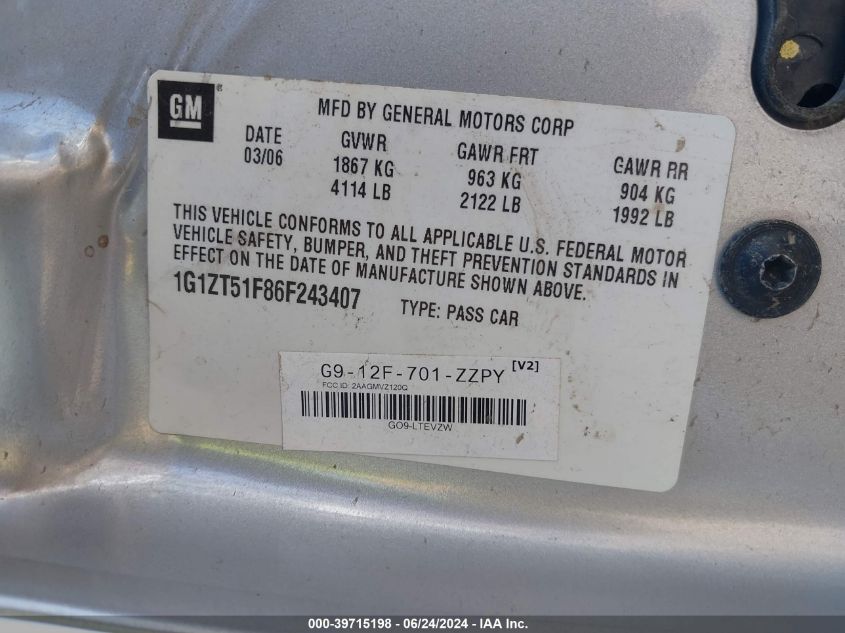 GM®
MFD BY GENERAL MOTORS CORP
DATE GVWR GAWR FRT GAWR RR
03/06 1867 KG 963 KG 904 KG
4114 LB 2122 LB 1992 LB
THIS VEHICLE CONFORMS TO ALL APPLICABLE U.S. FEDERAL MOTOR
VEHICLE SAFETY, BUMPER, AND THEFT PREVENTION STANDARDS IN
EFFECT ON THE DATE OF MANUFACTURE SHOWN ABOVE.
1G1ZT51F86F243407 TYPE: PASS CAR
G9-12F-701-ZZPY [V2]
FCC ID: 2AAGMVZ120Q
GO9-LTEVZW
000-39715198 - 06/24/2024 - IAA Inc.